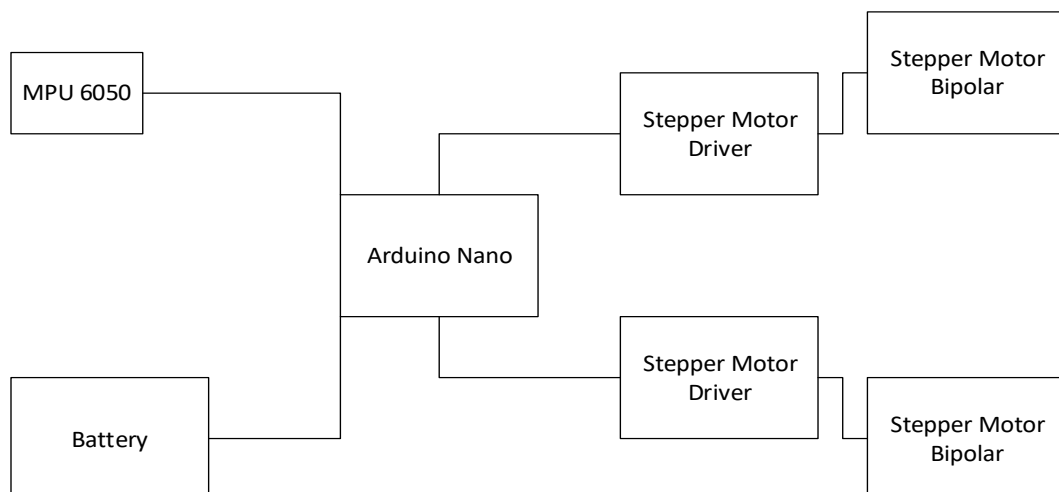 MPU 6050
Stepper Motor
Driver
Stepper Motor
Bipolar
Arduino Nano
Battery
Stepper Motor
Driver
Stepper Motor
Bipolar